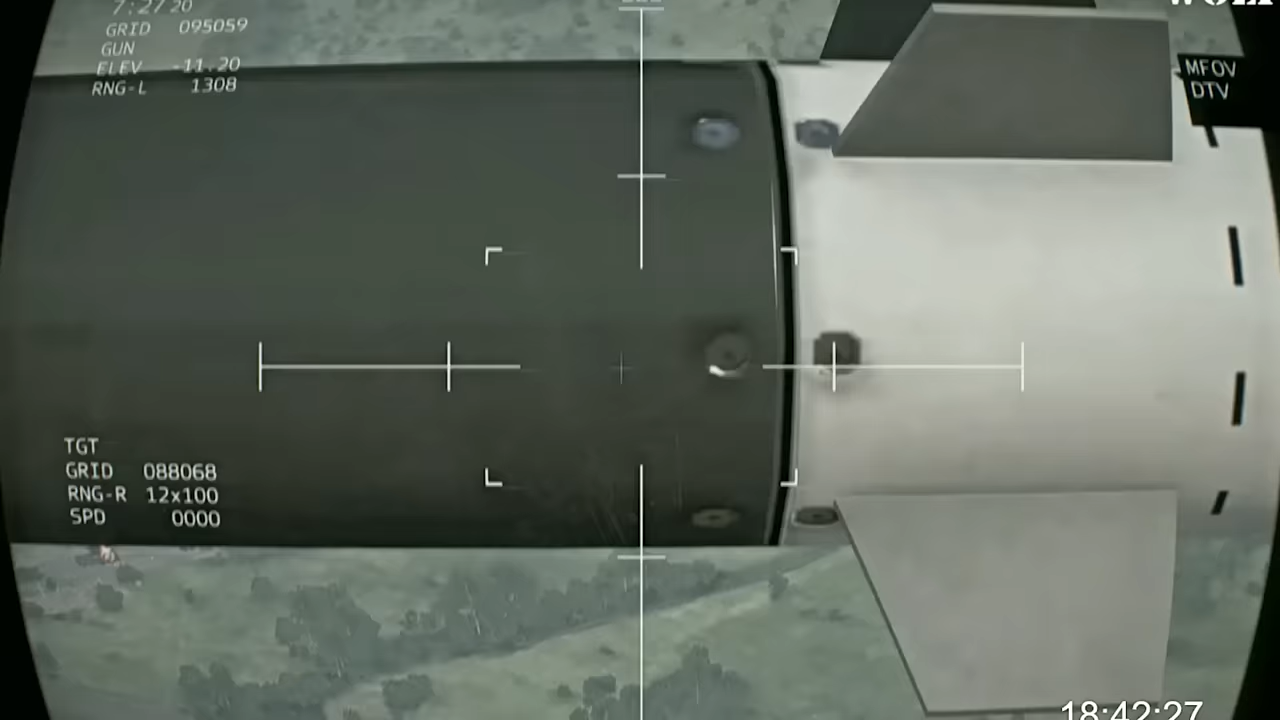 7:27 20
GRID 095059
GUN
ELEV -11.20
RNG-L 1308
MFOV
DTV
TGT
GRID 088068
RNG-R 12x100
SPD 0000
18:42:27